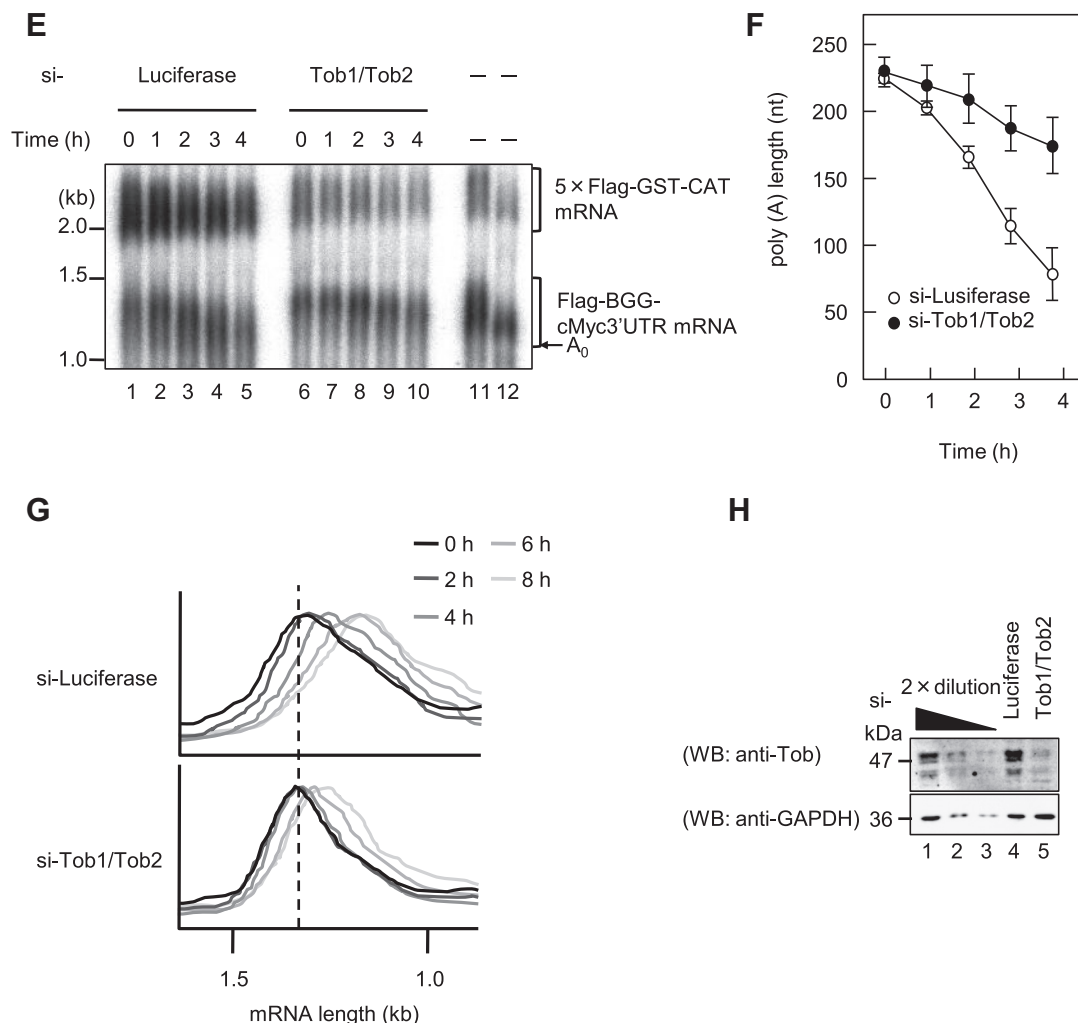 E
si- Luciferase Tob1/Tob2 – –
Time (h) 0 1 2 3 4 0 1 2 3 4 – –
(kb)
2.0
1.5
1.0
5 × Flag-GST-CAT
mRNA
Flag-BGG-
cMyc3'UTR mRNA
A0
1 2 3 4 5 6 7 8 9 10 11 12
F
poly (A) length (nt)
250
200
150
100
50
0
si-Lusiferase
si-Tob1/Tob2
0 1 2 3 4
Time (h)
G
0 h 6 h
2 h 8 h
4 h
si-Luciferase
si-Tob1/Tob2
1.5 1.0
mRNA length (kb)
H
si- 2 × dilution Luciferase Tob1/Tob2
kDa
(WB: anti-Tob) 47
(WB: anti-GAPDH) 36
1 2 3 4 5